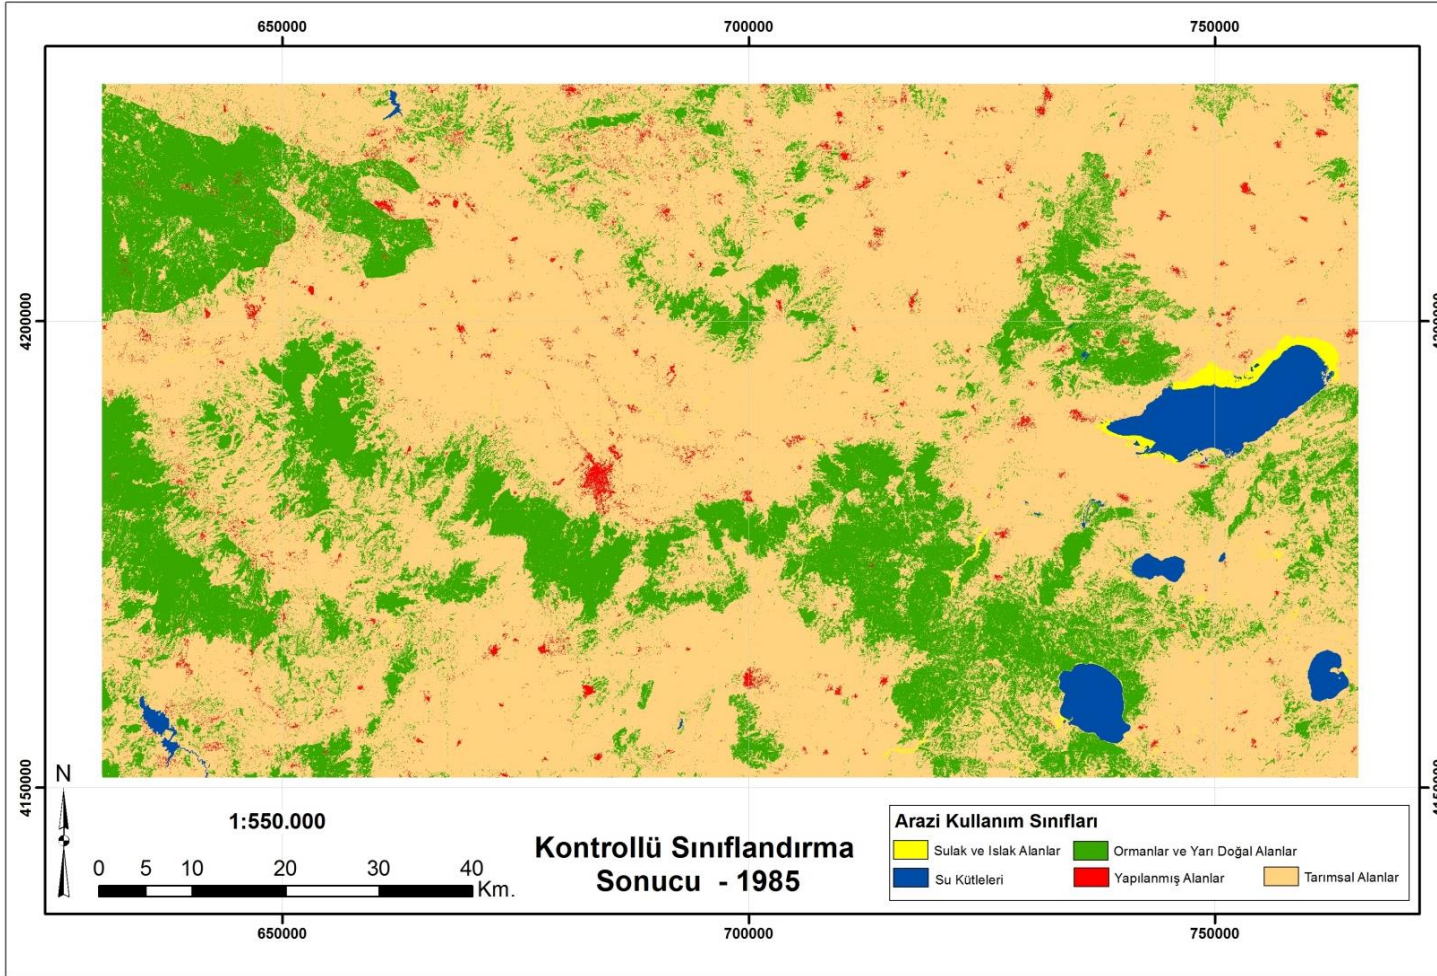 650000
700000
750000
4200000
4200000
4150000
4150000
N
1:550.000
0 5 10 20 30 40
Km.
Kontrollü Sınıflandırma
Sonucu - 1985
Arazi Kullanım Sınıfları
Sulak ve Islak Alanlar
Ormanlar ve Yarı Doğal Alanlar
Su Kütleleri
Yapılanmış Alanlar
Tarımsal Alanlar
650000
700000
750000